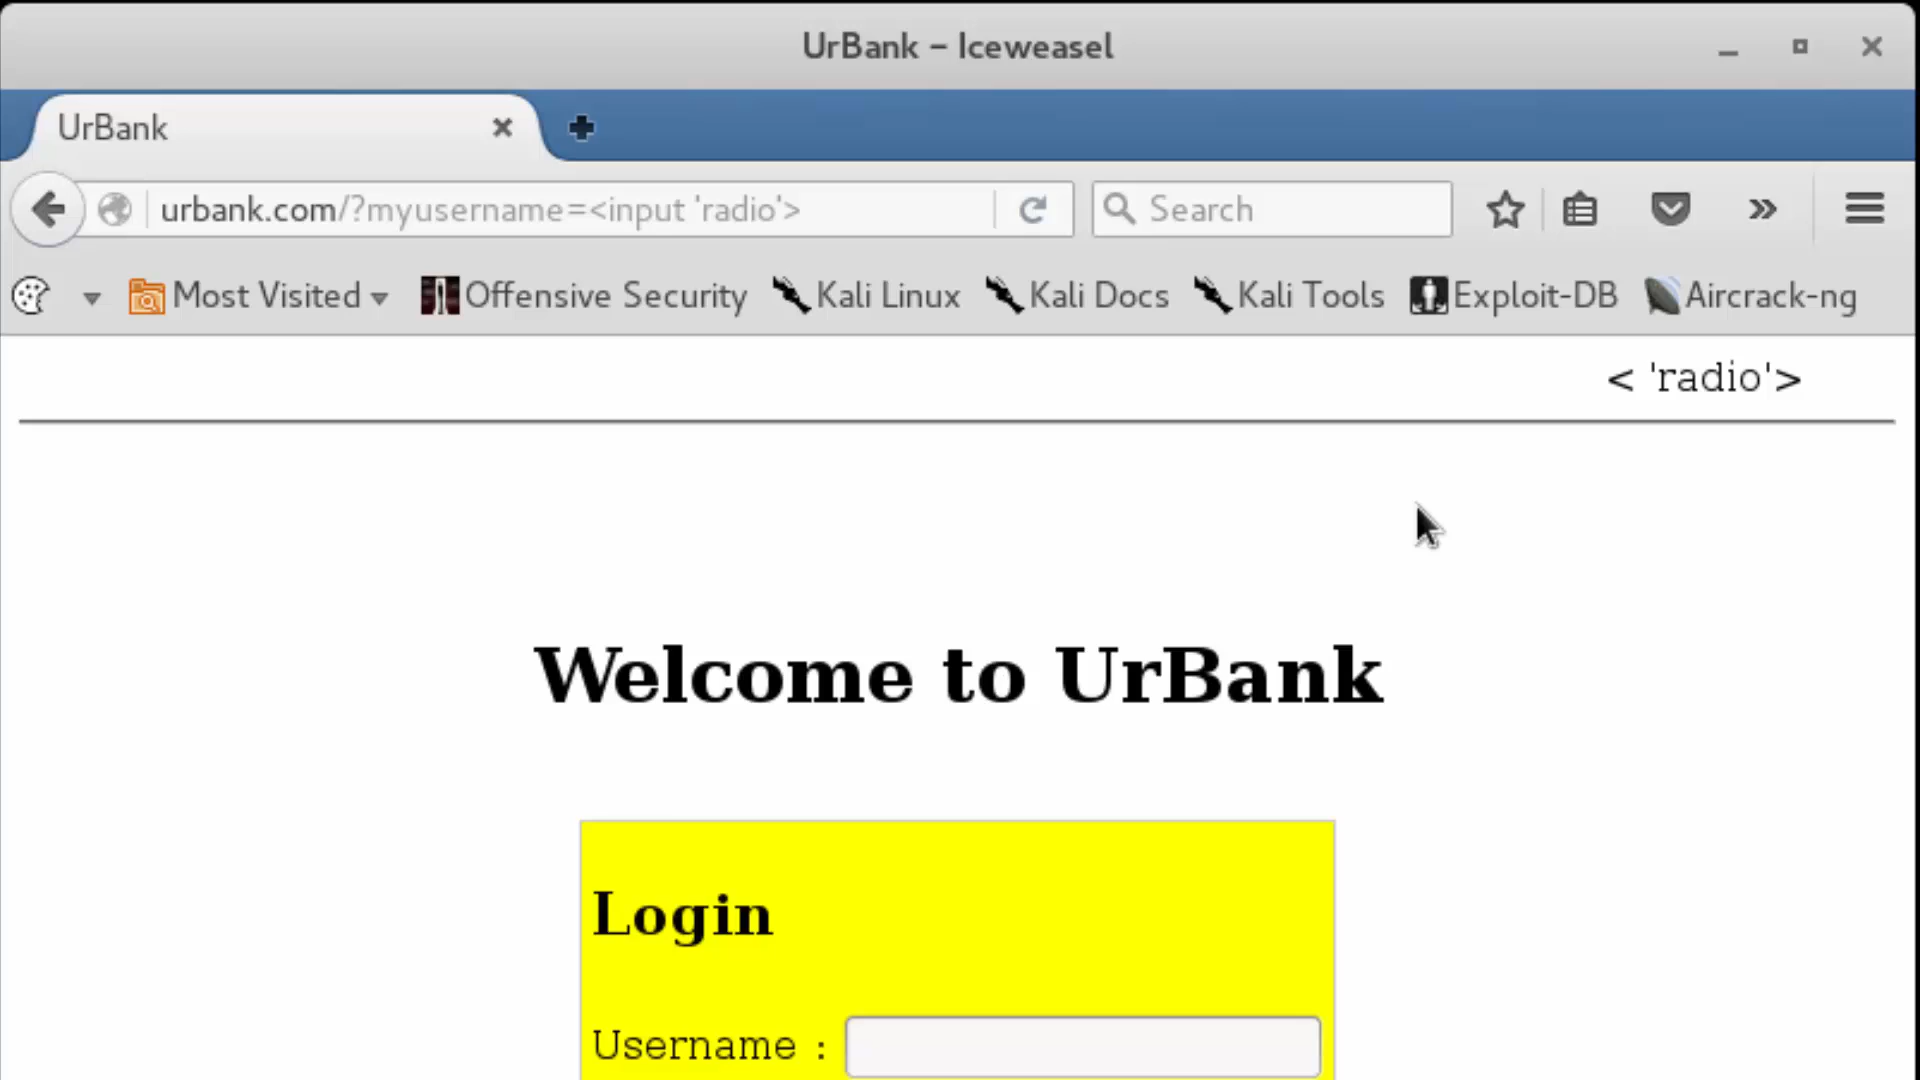 UrBank – Iceweasel
UrBank
urbank.com/?myusername=<input 'radio'>
Search
Most Visited
Offensive Security
Kali Linux
Kali Docs
Kali Tools
Exploit-DB
Aircrack-ng
< 'radio'>
Welcome to UrBank
Login
Username :